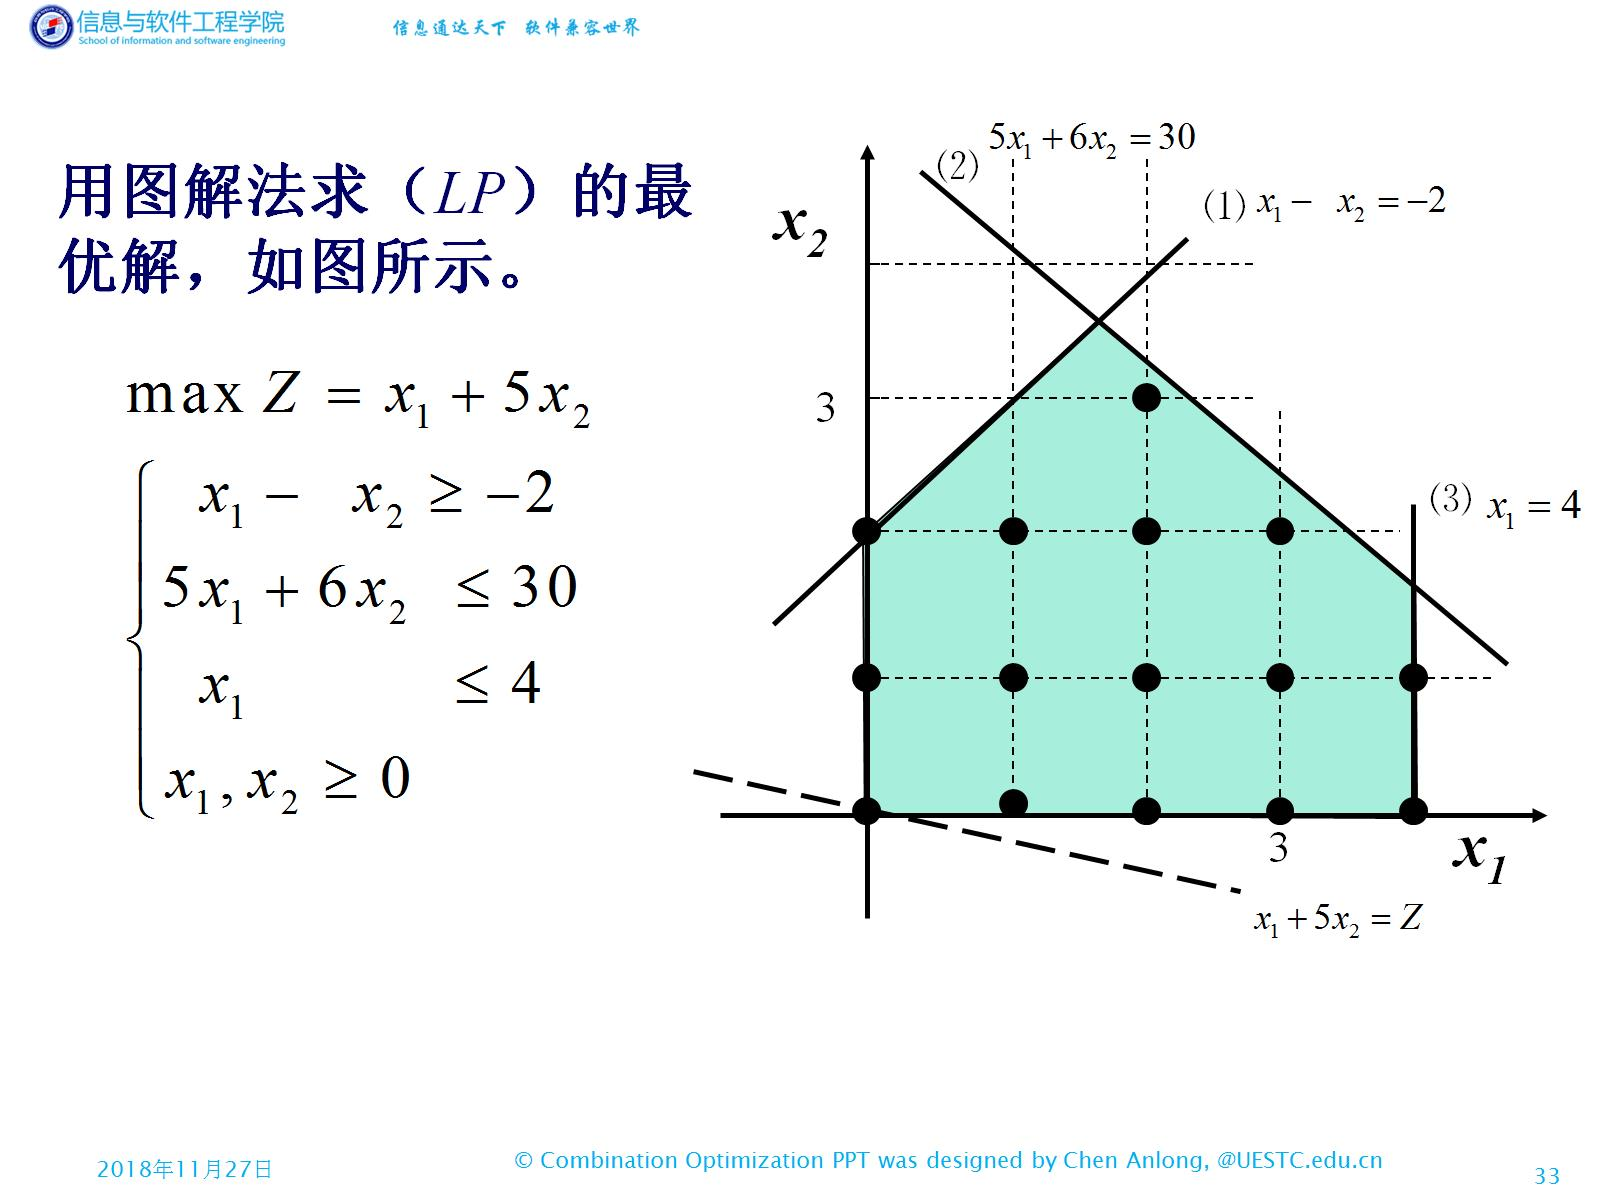 信息与软件工程学院
School of information and software engineering
信息通达天下 软件兼容世界
用图解法求（LP）的最
优解，如图所示。
max Z = x₁ + 5x₂
x₁ − x₂ ≥ −2
5x₁ + 6x₂ ≤ 30
x₁ ≤ 4
x₁, x₂ ≥ 0
5x₁ + 6x₂ = 30
(2)
(1) x₁ − x₂ = −2
x₂
3
(3) x₁ = 4
3
x₁
x₁ + 5x₂ = Z
2018年11月27日
© Combination Optimization PPT was designed by Chen Anlong, @UESTC.edu.cn
33